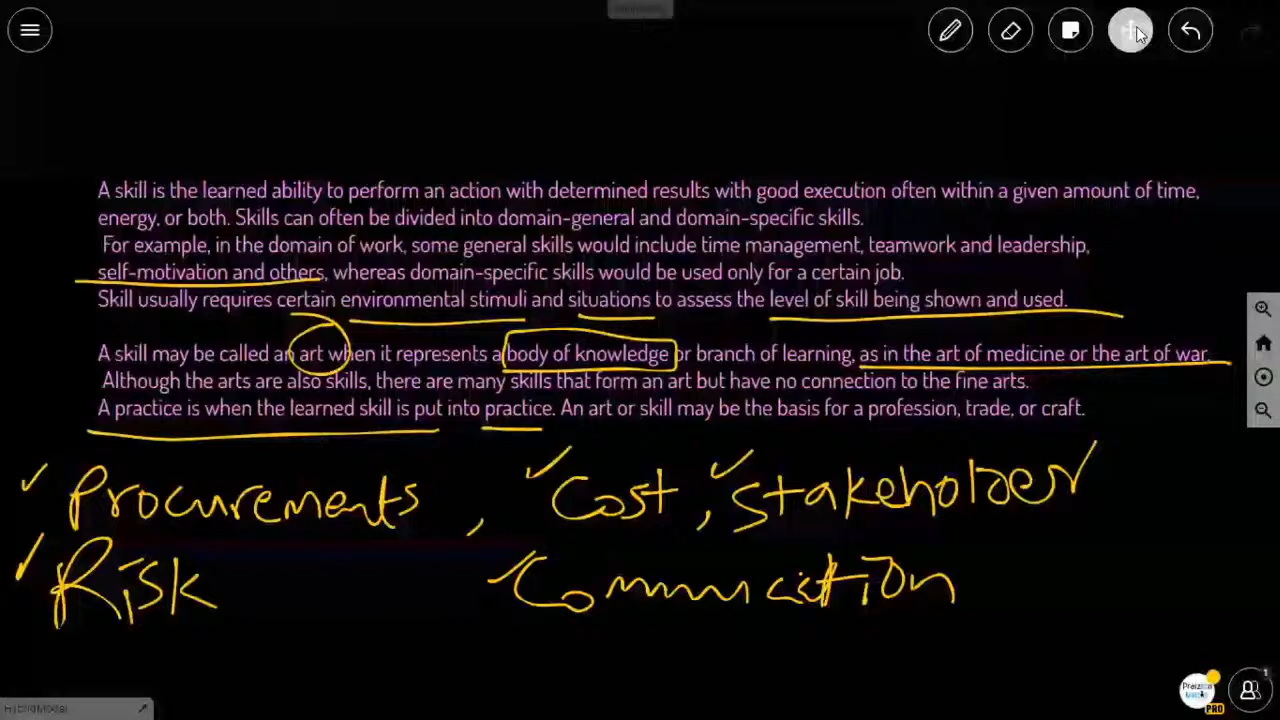 A skill is the learned ability to perform an action with determined results with good execution often within a given amount of time,
energy, or both. Skills can often be divided into domain-general and domain-specific skills.
For example, in the domain of work, some general skills would include time management, teamwork and leadership,
self-motivation and others, whereas domain-specific skills would be used only for a certain job.
Skill usually requires certain environmental stimuli and situations to assess the level of skill being shown and used.
A skill may be called an art when it represents a body of knowledge or branch of learning, as in the art of medicine or the art of war.
Although the arts are also skills, there are many skills that form an art but have no connection to the fine arts.
A practice is when the learned skill is put into practice. An art or skill may be the basis for a profession, trade, or craft.
Procurements, Cost, Stakeholder
Risk Communication
1
PRO